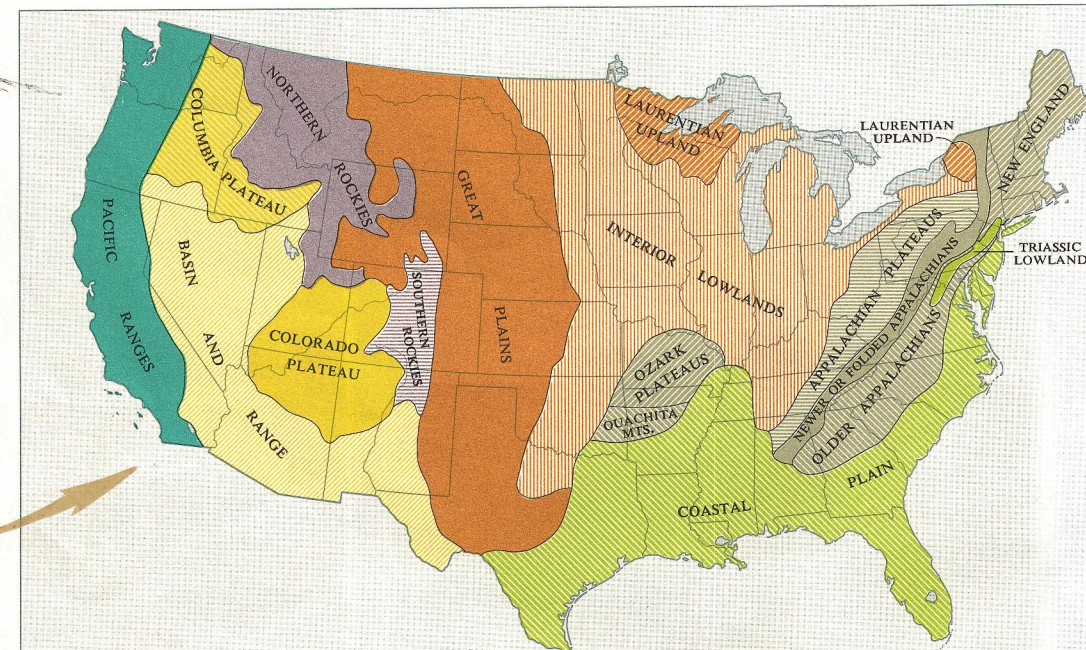 PACIFIC
RANGES
COLUMBIA PLATEAU
NORTHERN
ROCKIES
BASIN
AND
RANGE
COLORADO
PLATEAU
SOUTHERN
ROCKIES
GREAT
PLAINS
INTERIOR
LOWLANDS
LAURENTIAN
UPLAND
OZARK
PLATEAUS
OUACHITA
MTS.
COASTAL
PLAIN
APPALACHIAN PLATEAUS
NEWER OR FOLDED APPALACHIANS
OLDER APPALACHIANS
LAURENTIAN
UPLAND
NEW ENGLAND
TRIASSIC
LOWLAND